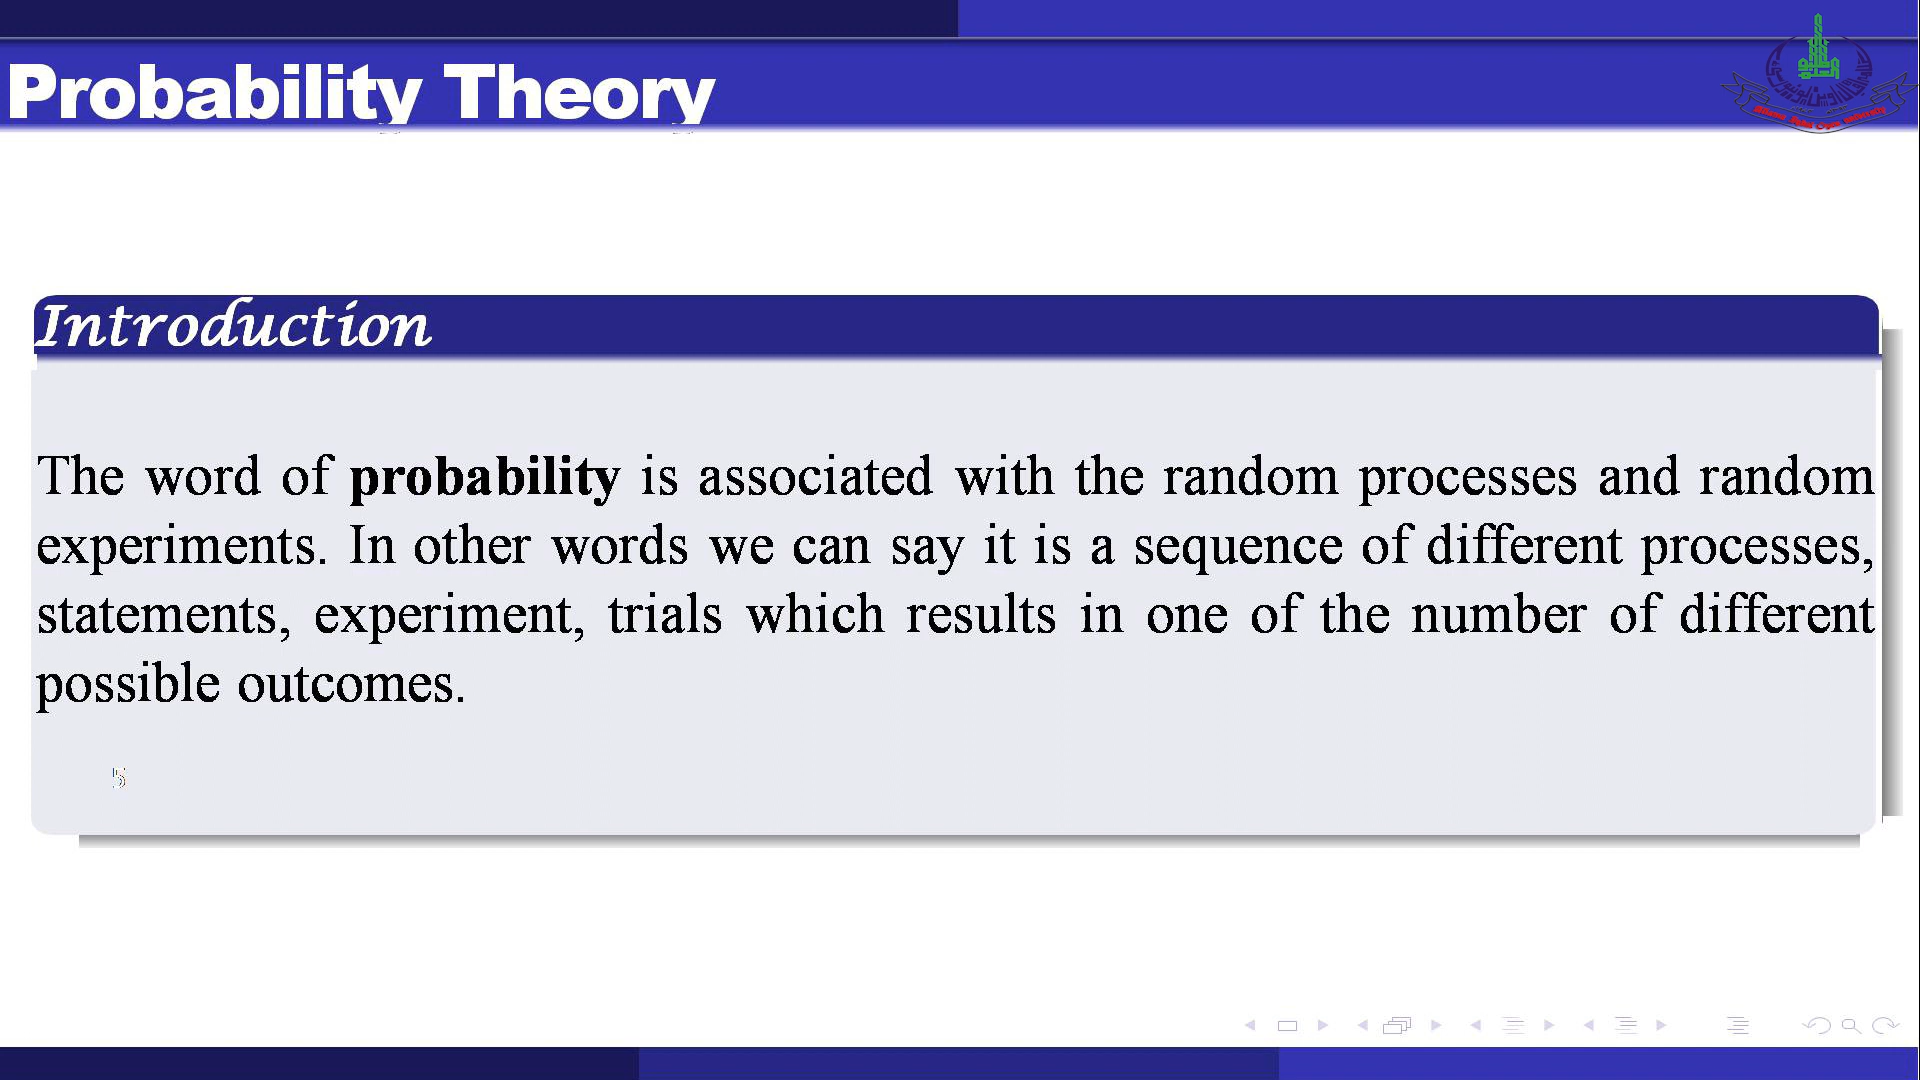 Probability Theory
Introduction
The word of probability is associated with the random processes and random
experiments. In other words we can say it is a sequence of different processes,
statements, experiment, trials which results in one of the number of different
possible outcomes.
5